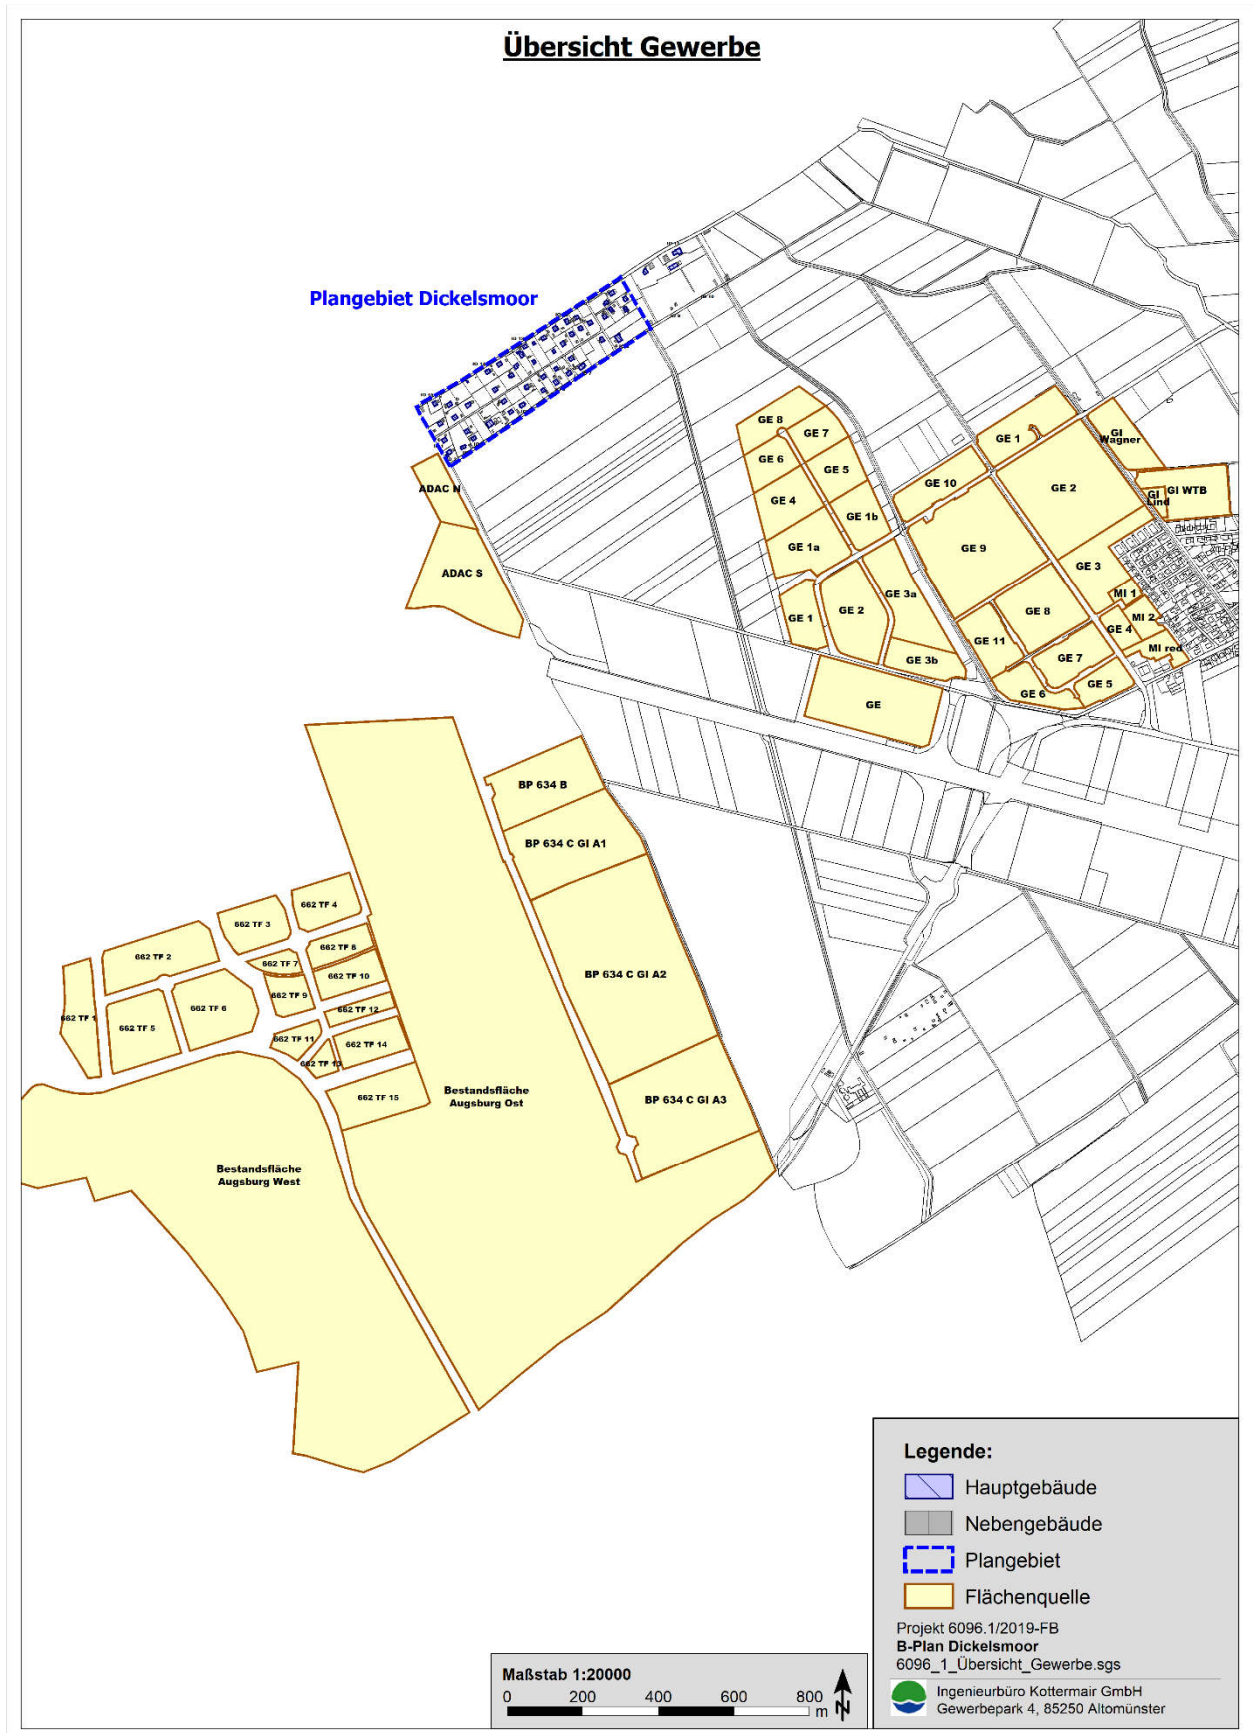 Übersicht Gewerbe
Plangebiet Dickelsmoor
ADAC N
ADAC S
GE 8
GE 7
GE 6
GE 5
GE 4
GE 1b
GE 1a
GE 1
GE 2
GE 3a
GE 3b
GE
GE 1
GI
Wagner
GE 10
GE 2
GI WTB
GI
Lind
GE 9
GE 3
MI 1
GE 8
MI 2
GE 4
GE 11
MI red
GE 7
GE 5
GE 6
BP 634 B
BP 634 C GI A1
BP 634 C GI A2
BP 634 C GI A3
662 TF 4
662 TF 3
662 TF 8
662 TF 2
662 TF 7
662 TF 10
662 TF 9
662 TF 6
662 TF 12
662 TF 1
662 TF 5
662 TF 11
662 TF 14
662 TF 13
662 TF 15
Bestandsfläche
Augsburg Ost
Bestandsfläche
Augsburg West
Legende:
Hauptgebäude
Nebengebäude
Plangebiet
Flächenquelle
Projekt 6096.1/2019-FB
B-Plan Dickelsmoor
6096_1_Übersicht_Gewerbe.sgs
Ingenieurbüro Kottermair GmbH
Gewerbepark 4, 85250 Altomünster
Maßstab 1:20000
0 200 400 600 800
m
N